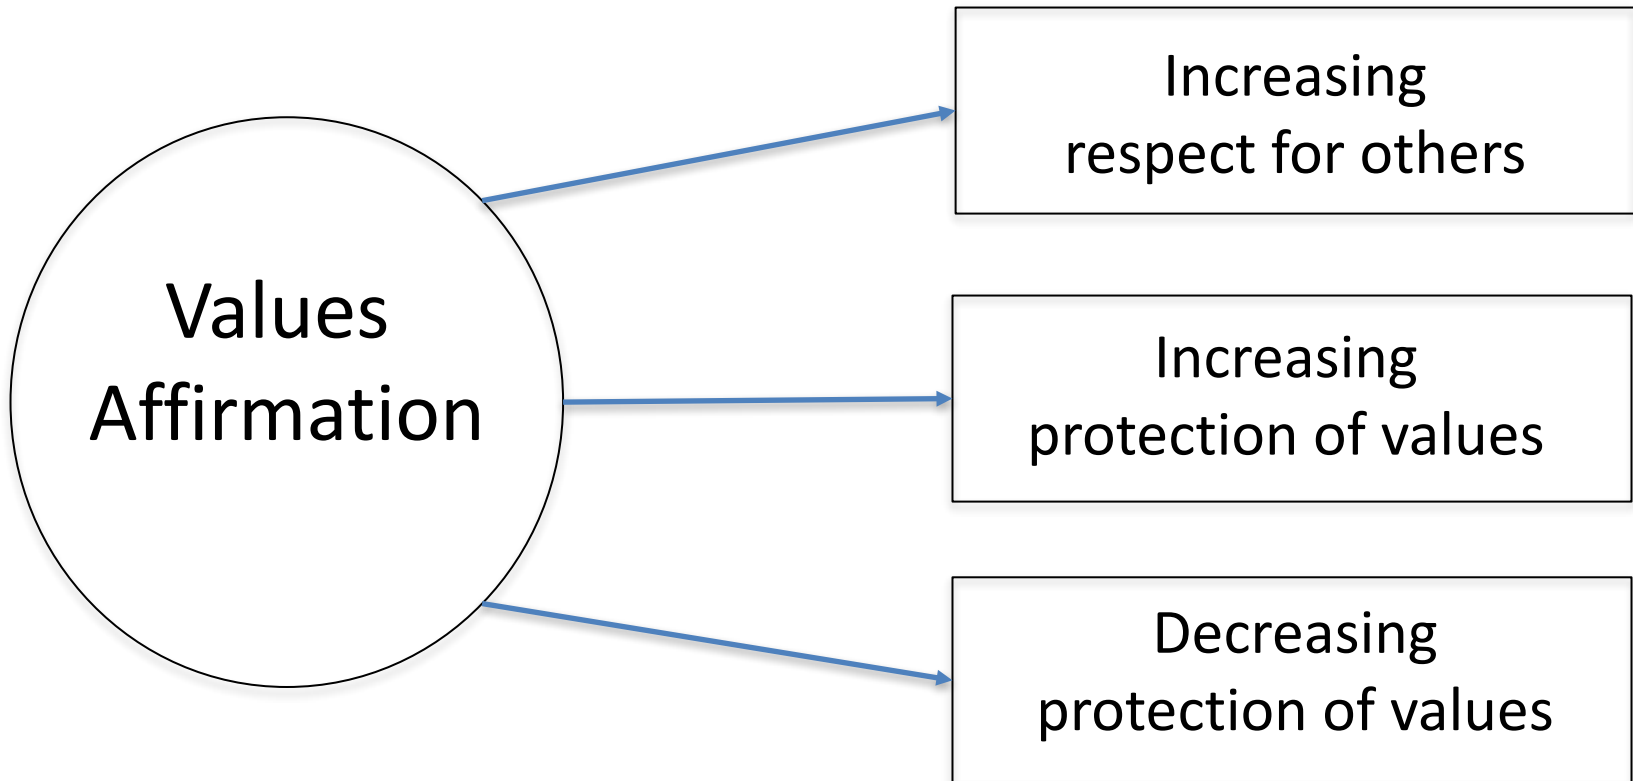 Values
Affirmation
Increasing
respect for others
Increasing
protection of values
Decreasing
protection of values